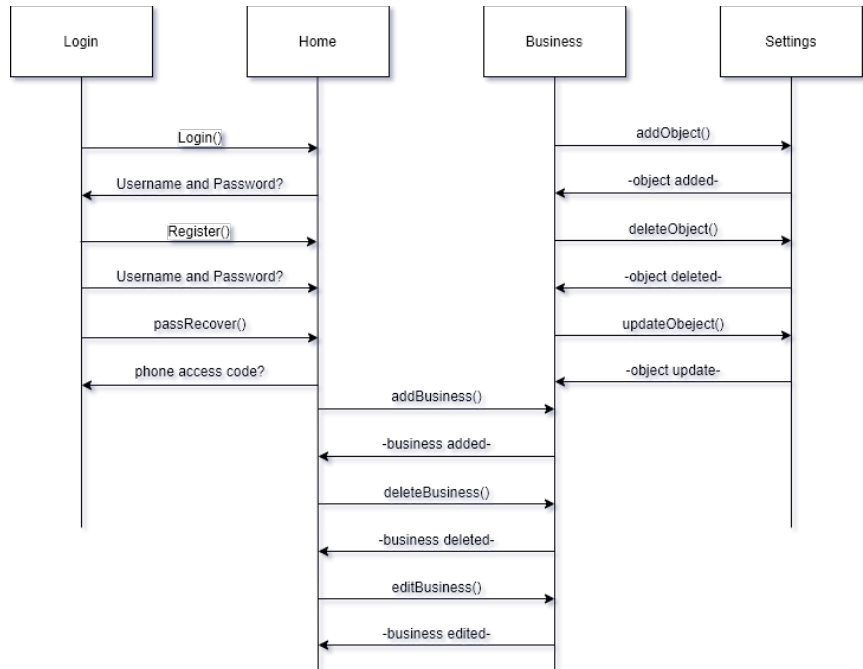 Login
Home
Business
Settings
Login()
addObject()
Username and Password?
-object added-
Register()
deleteObject()
Username and Password?
-object deleted-
passRecover()
updateObeject()
phone access code?
-object update-
addBusiness()
-business added-
deleteBusiness()
-business deleted-
editBusiness()
-business edited-